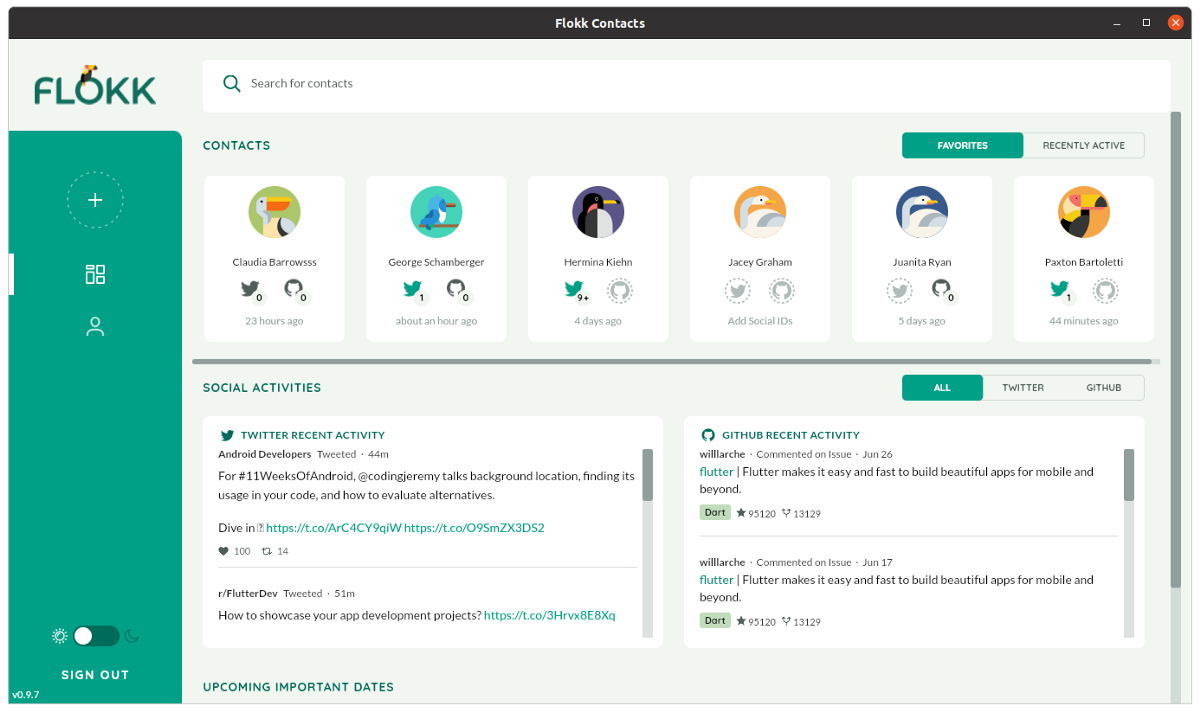 Flokk Contacts
FLOKK
Search for contacts
CONTACTS
FAVORITES
RECENTLY ACTIVE
Claudia Barrowsss
0 0
23 hours ago
George Schamberger
1 0
about an hour ago
Hermina Kiehn
9+
4 days ago
Jacey Graham
Add Social IDs
Juanita Ryan
0
5 days ago
Paxton Bartoletti
1
44 minutes ago
SOCIAL ACTIVITIES
ALL
TWITTER
GITHUB
TWITTER RECENT ACTIVITY
Android Developers Tweeted · 44m
For #11WeeksOfAndroid, @codingjeremy talks background location, finding its
usage in your code, and how to evaluate alternatives.
Dive in https://t.co/ArC4CY9qiW https://t.co/O9SmZX3DS2
100 14
r/FlutterDev Tweeted · 51m
How to showcase your app development projects? https://t.co/3Hrvx8E8Xq
GITHUB RECENT ACTIVITY
willlarche · Commented on Issue · Jun 26
flutter | Flutter makes it easy and fast to build beautiful apps for mobile and
beyond.
Dart 95120 13129
willlarche · Commented on Issue · Jun 17
flutter | Flutter makes it easy and fast to build beautiful apps for mobile and
beyond.
Dart 95120 13129
UPCOMING IMPORTANT DATES
SIGN OUT
v0.9.7